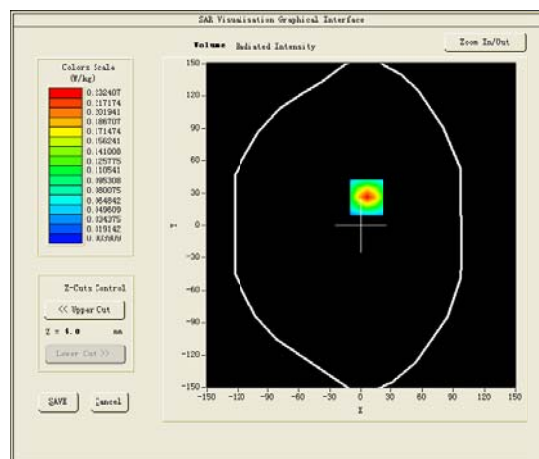 SAR Visualisation Graphical Interface
Volume Radiated Intensity
Zoom In/Out
Colors Scale
(W/kg)
0.232407
0.217174
0.201941
0.186707
0.171474
0.156241
0.141008
0.125775
0.110541
0.095308
0.080075
0.064842
0.049609
0.034375
0.019142
Z-Cuts Control
<< Upper Cut
Z = 4.0 mm
Lower Cut >>
SAVE
Cancel
150
120
90
60
30
0
-30
-60
-90
-120
-150
Y
-150 -120 -90 -60 -30 0 30 60 90 120 150
X